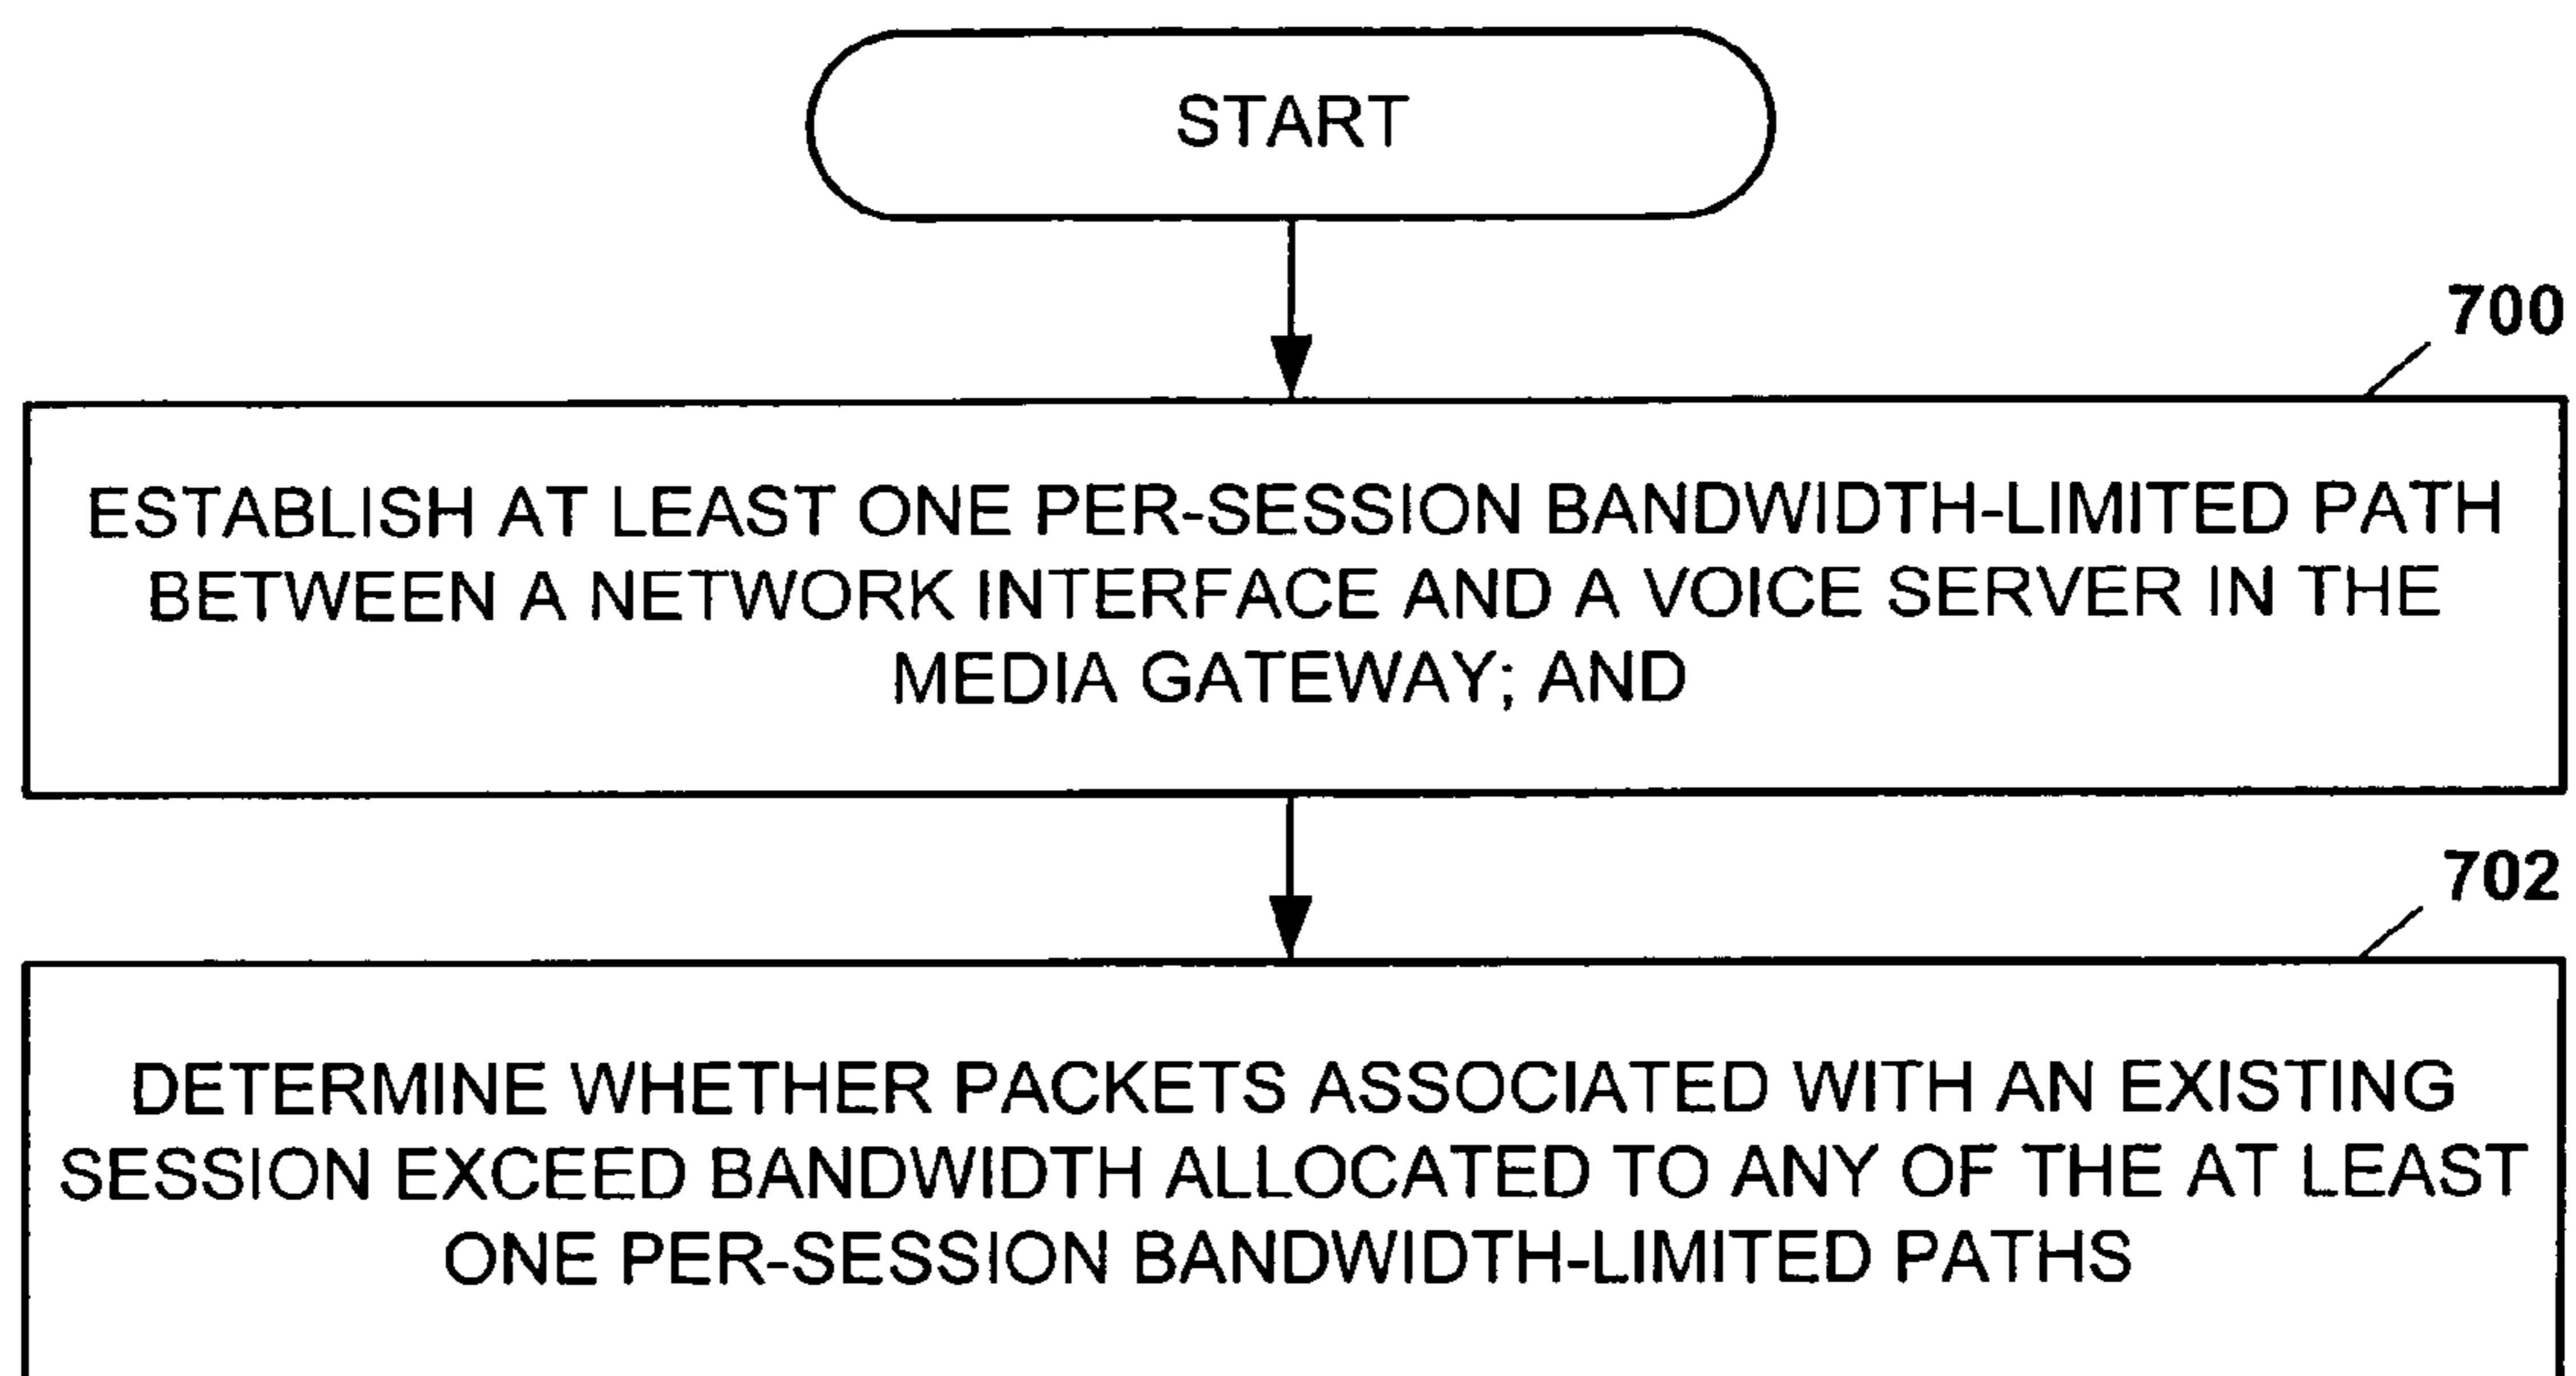 START
700
ESTABLISH AT LEAST ONE PER-SESSION BANDWIDTH-LIMITED PATH
BETWEEN A NETWORK INTERFACE AND A VOICE SERVER IN THE
MEDIA GATEWAY; AND
702
DETERMINE WHETHER PACKETS ASSOCIATED WITH AN EXISTING
SESSION EXCEED BANDWIDTH ALLOCATED TO ANY OF THE AT LEAST
ONE PER-SESSION BANDWIDTH-LIMITED PATHS